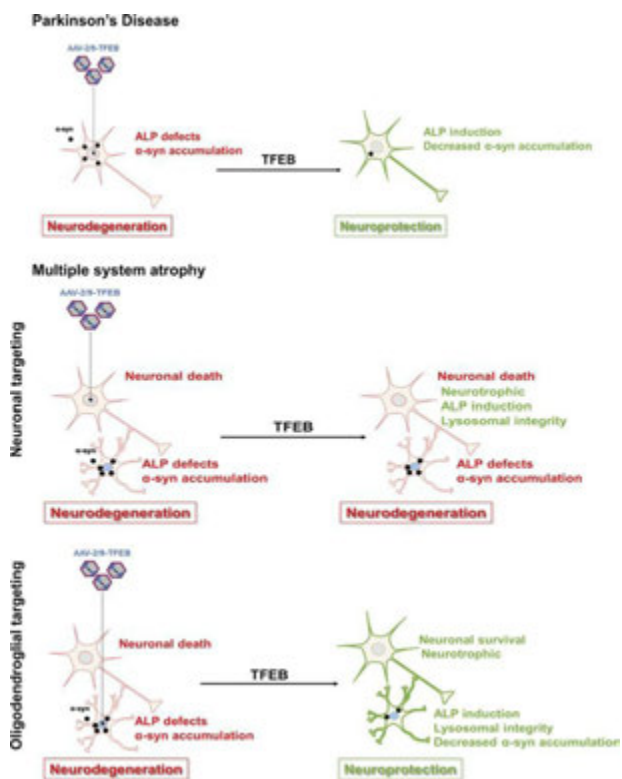 Parkinson's Disease
AAV-2/9-TFEB
α-syn
ALP defects
α-syn accumulation
TFEB
ALP induction
Decreased α-syn accumulation
Neurodegeneration
Neuroprotection
Multiple system atrophy
Neuronal targeting
AAV-2/9-TFEB
Neuronal death
α-syn
ALP defects
α-syn accumulation
TFEB
Neuronal death
Neurotrophic
ALP induction
Lysosomal integrity
ALP defects
α-syn accumulation
Neurodegeneration
Neurodegeneration
Oligodendroglial targeting
AAV-2/9-TFEB
Neuronal death
α-syn
ALP defects
α-syn accumulation
TFEB
Neuronal survival
Neurotrophic
ALP induction
Lysosomal integrity
Decreased α-syn accumulation
Neurodegeneration
Neuroprotection